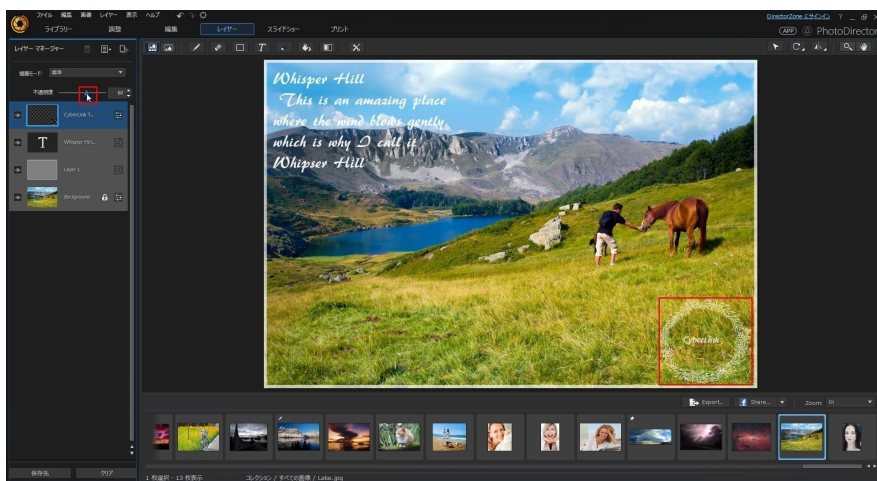 ファイル 編集 画像 レイヤー 表示 ヘルプ
DirectorZone にサインイン ?
ライブラリー 調整 編集 レイヤー スライドショー プリント
APP PhotoDirector
レイヤー マネージャー
標準
不透明度 60
CyberLink T...
T Whisper Hill...
Layer 1
Background
Whisper Hill
This is an amazing place
where the wind blows gently,
which is why I call it
Whipser Hill
CyberLink
Export... Share... Zoom: Fit
保存先 クリア
1 枚選択 - 13 枚表示 コレクション / すべての画像 / Lake.jpg